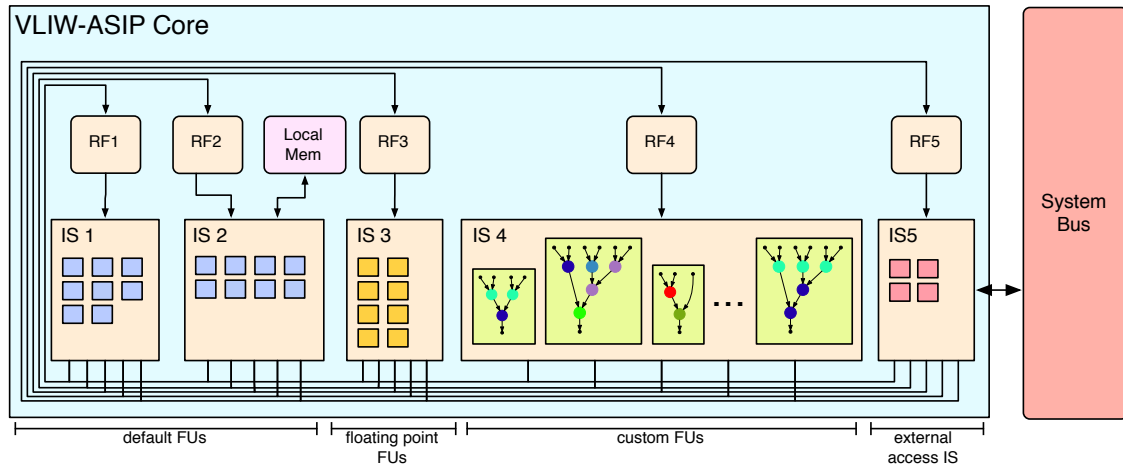 VLIW-ASIP Core
RF1
RF2
Local
Mem
RF3
RF4
RF5
System
Bus
IS 1
IS 2
IS 3
IS 4
IS5
...
default FUs
floating point
FUs
custom FUs
external
access IS